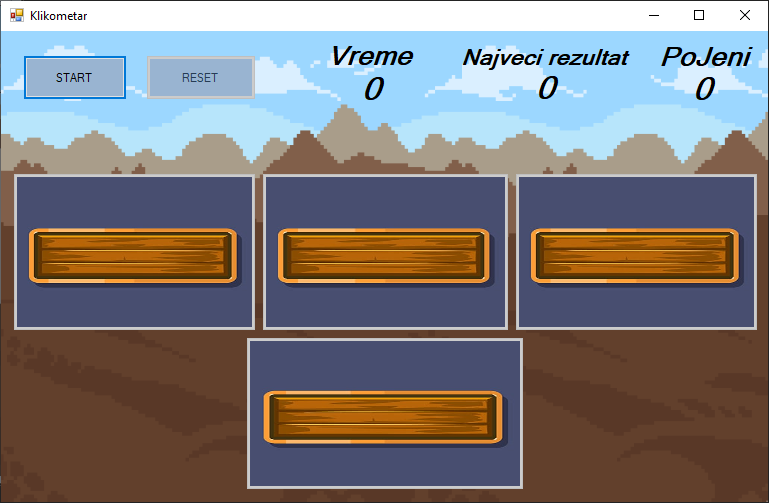 Klikometar
START
RESET
Vreme
0
Najveci rezultat
0
PoJeni
0